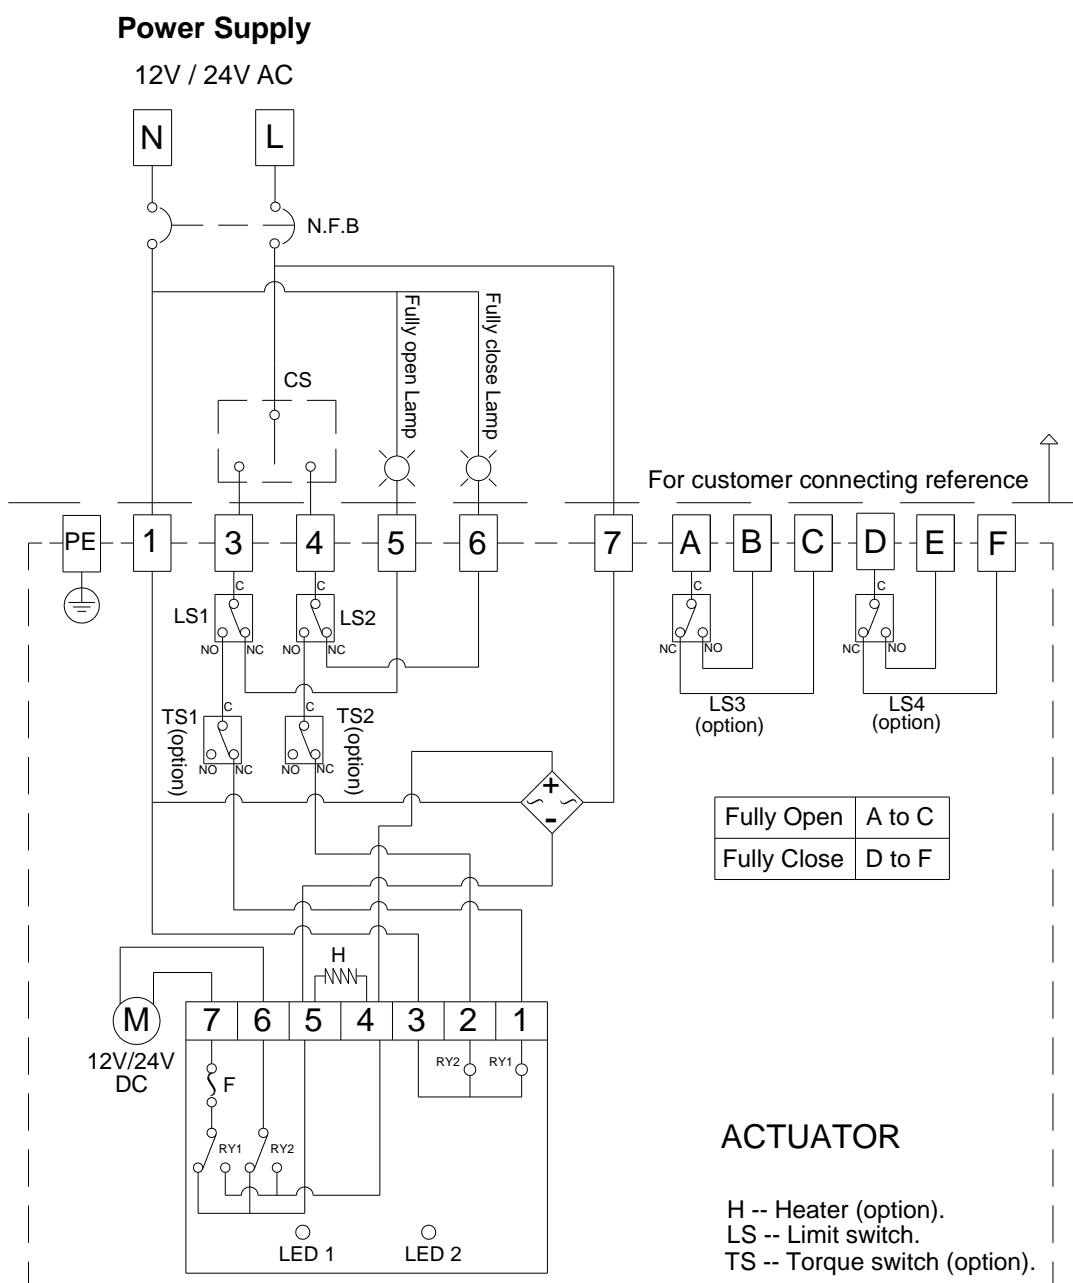 Power Supply
12V / 24V AC
N L
N.F.B
Fully open Lamp
Fully close Lamp
CS
For customer connecting reference
PE 1 3 4 5 6 7 A B C D E F
C C C C
LS1 LS2
NO NC NO NC NC NO NC NO
LS3
(option)
LS4
(option)
C C
TS1
(option)
TS2
(option)
NO NC NO NC
+
-
Fully Open A to C
Fully Close D to F
H
M
12V/24V
DC
7 6 5 4 3 2 1
RY2 RY1
F
RY1 RY2
LED 1 LED 2
ACTUATOR
H -- Heater (option).
LS -- Limit switch.
TS -- Torque switch (option).